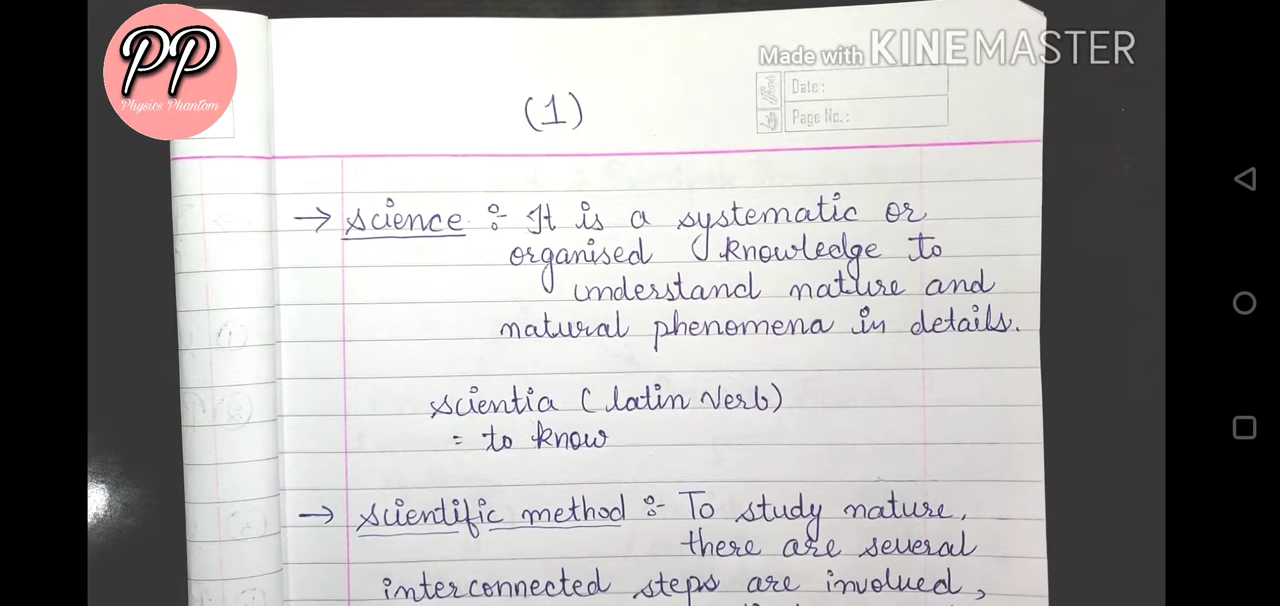 PP
Physics Phantom
Made with KINEMASTER
Date :
Page No. :
(1)
→ science :- It is a systematic or
organised knowledge to
understand nature and
natural phenomena in details.
scientia (latin verb)
= to know
→ scientific method :- To study nature,
there are several
interconnected steps are involved,